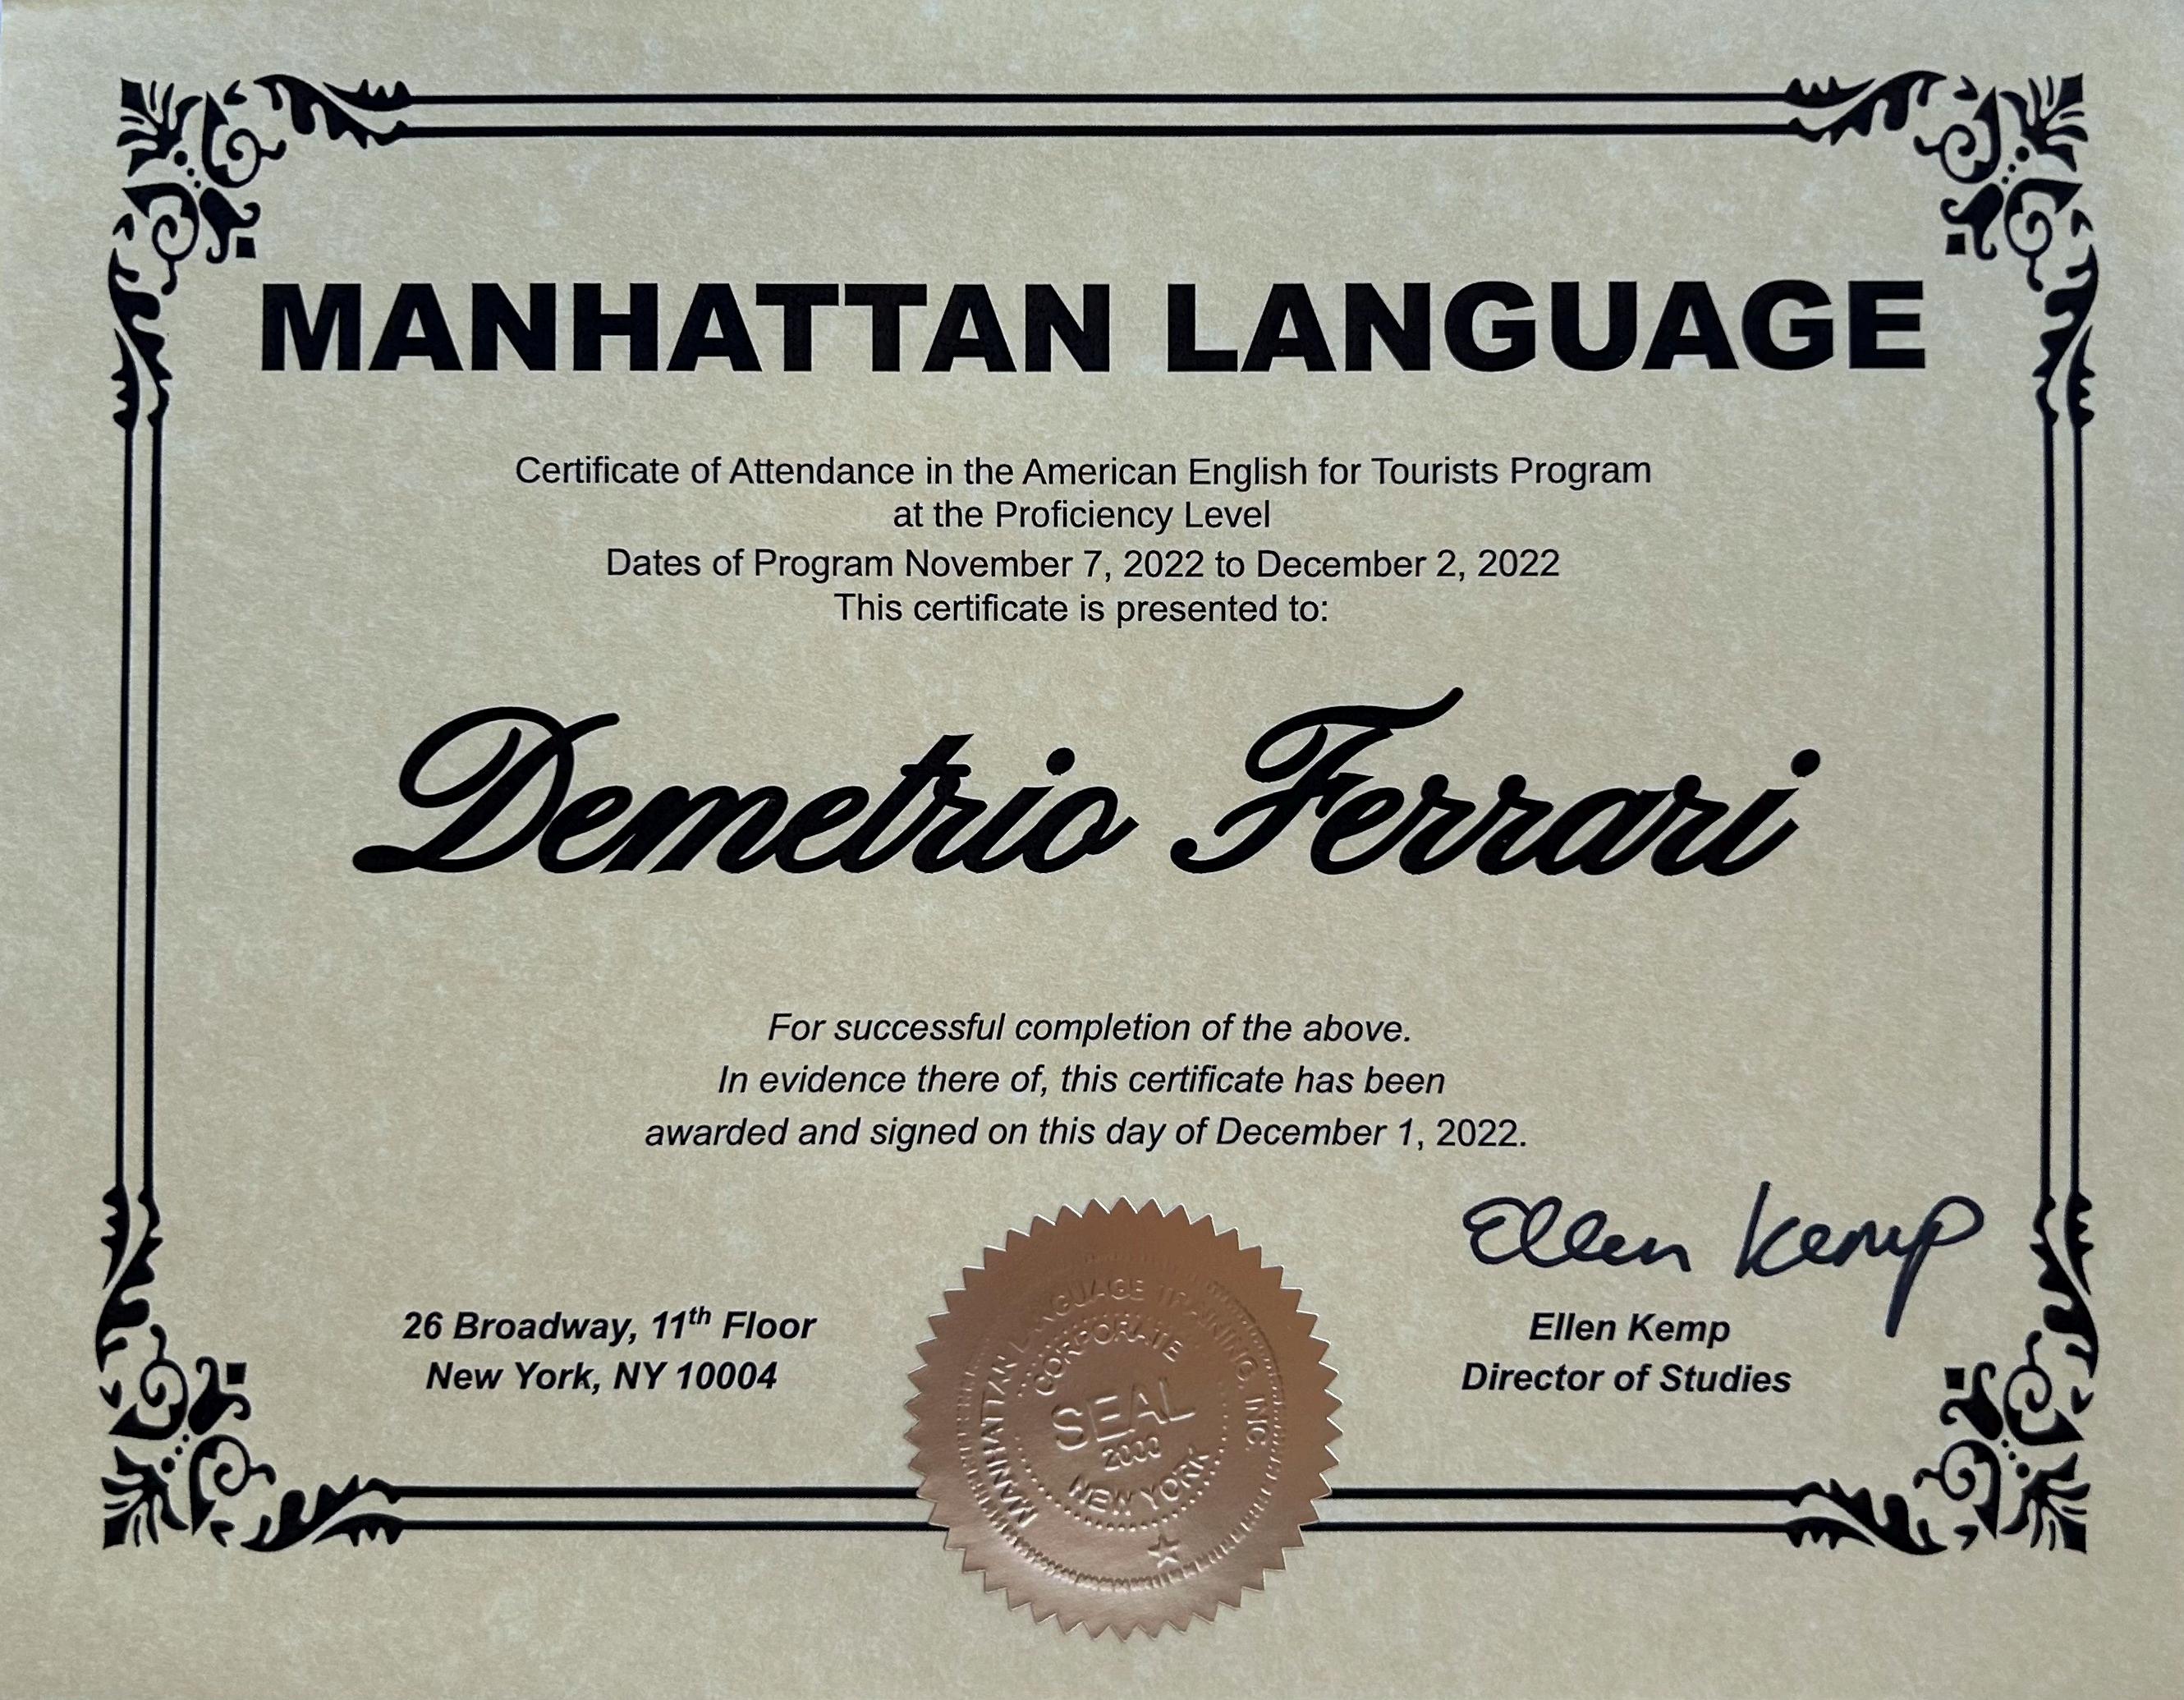 MANHATTAN LANGUAGE
Certificate of Attendance in the American English for Tourists Program
at the Proficiency Level
Dates of Program November 7, 2022 to December 2, 2022
This certificate is presented to:
Demetrio Ferrari
For successful completion of the above.
In evidence there of, this certificate has been
awarded and signed on this day of December 1, 2022.
Ellen Kemp
26 Broadway, 11th Floor
New York, NY 10004
Ellen Kemp
Director of Studies
MANHATTAN LANGUAGE TRAINING, INC
CORPORATE
SEAL
2000
NEW YORK